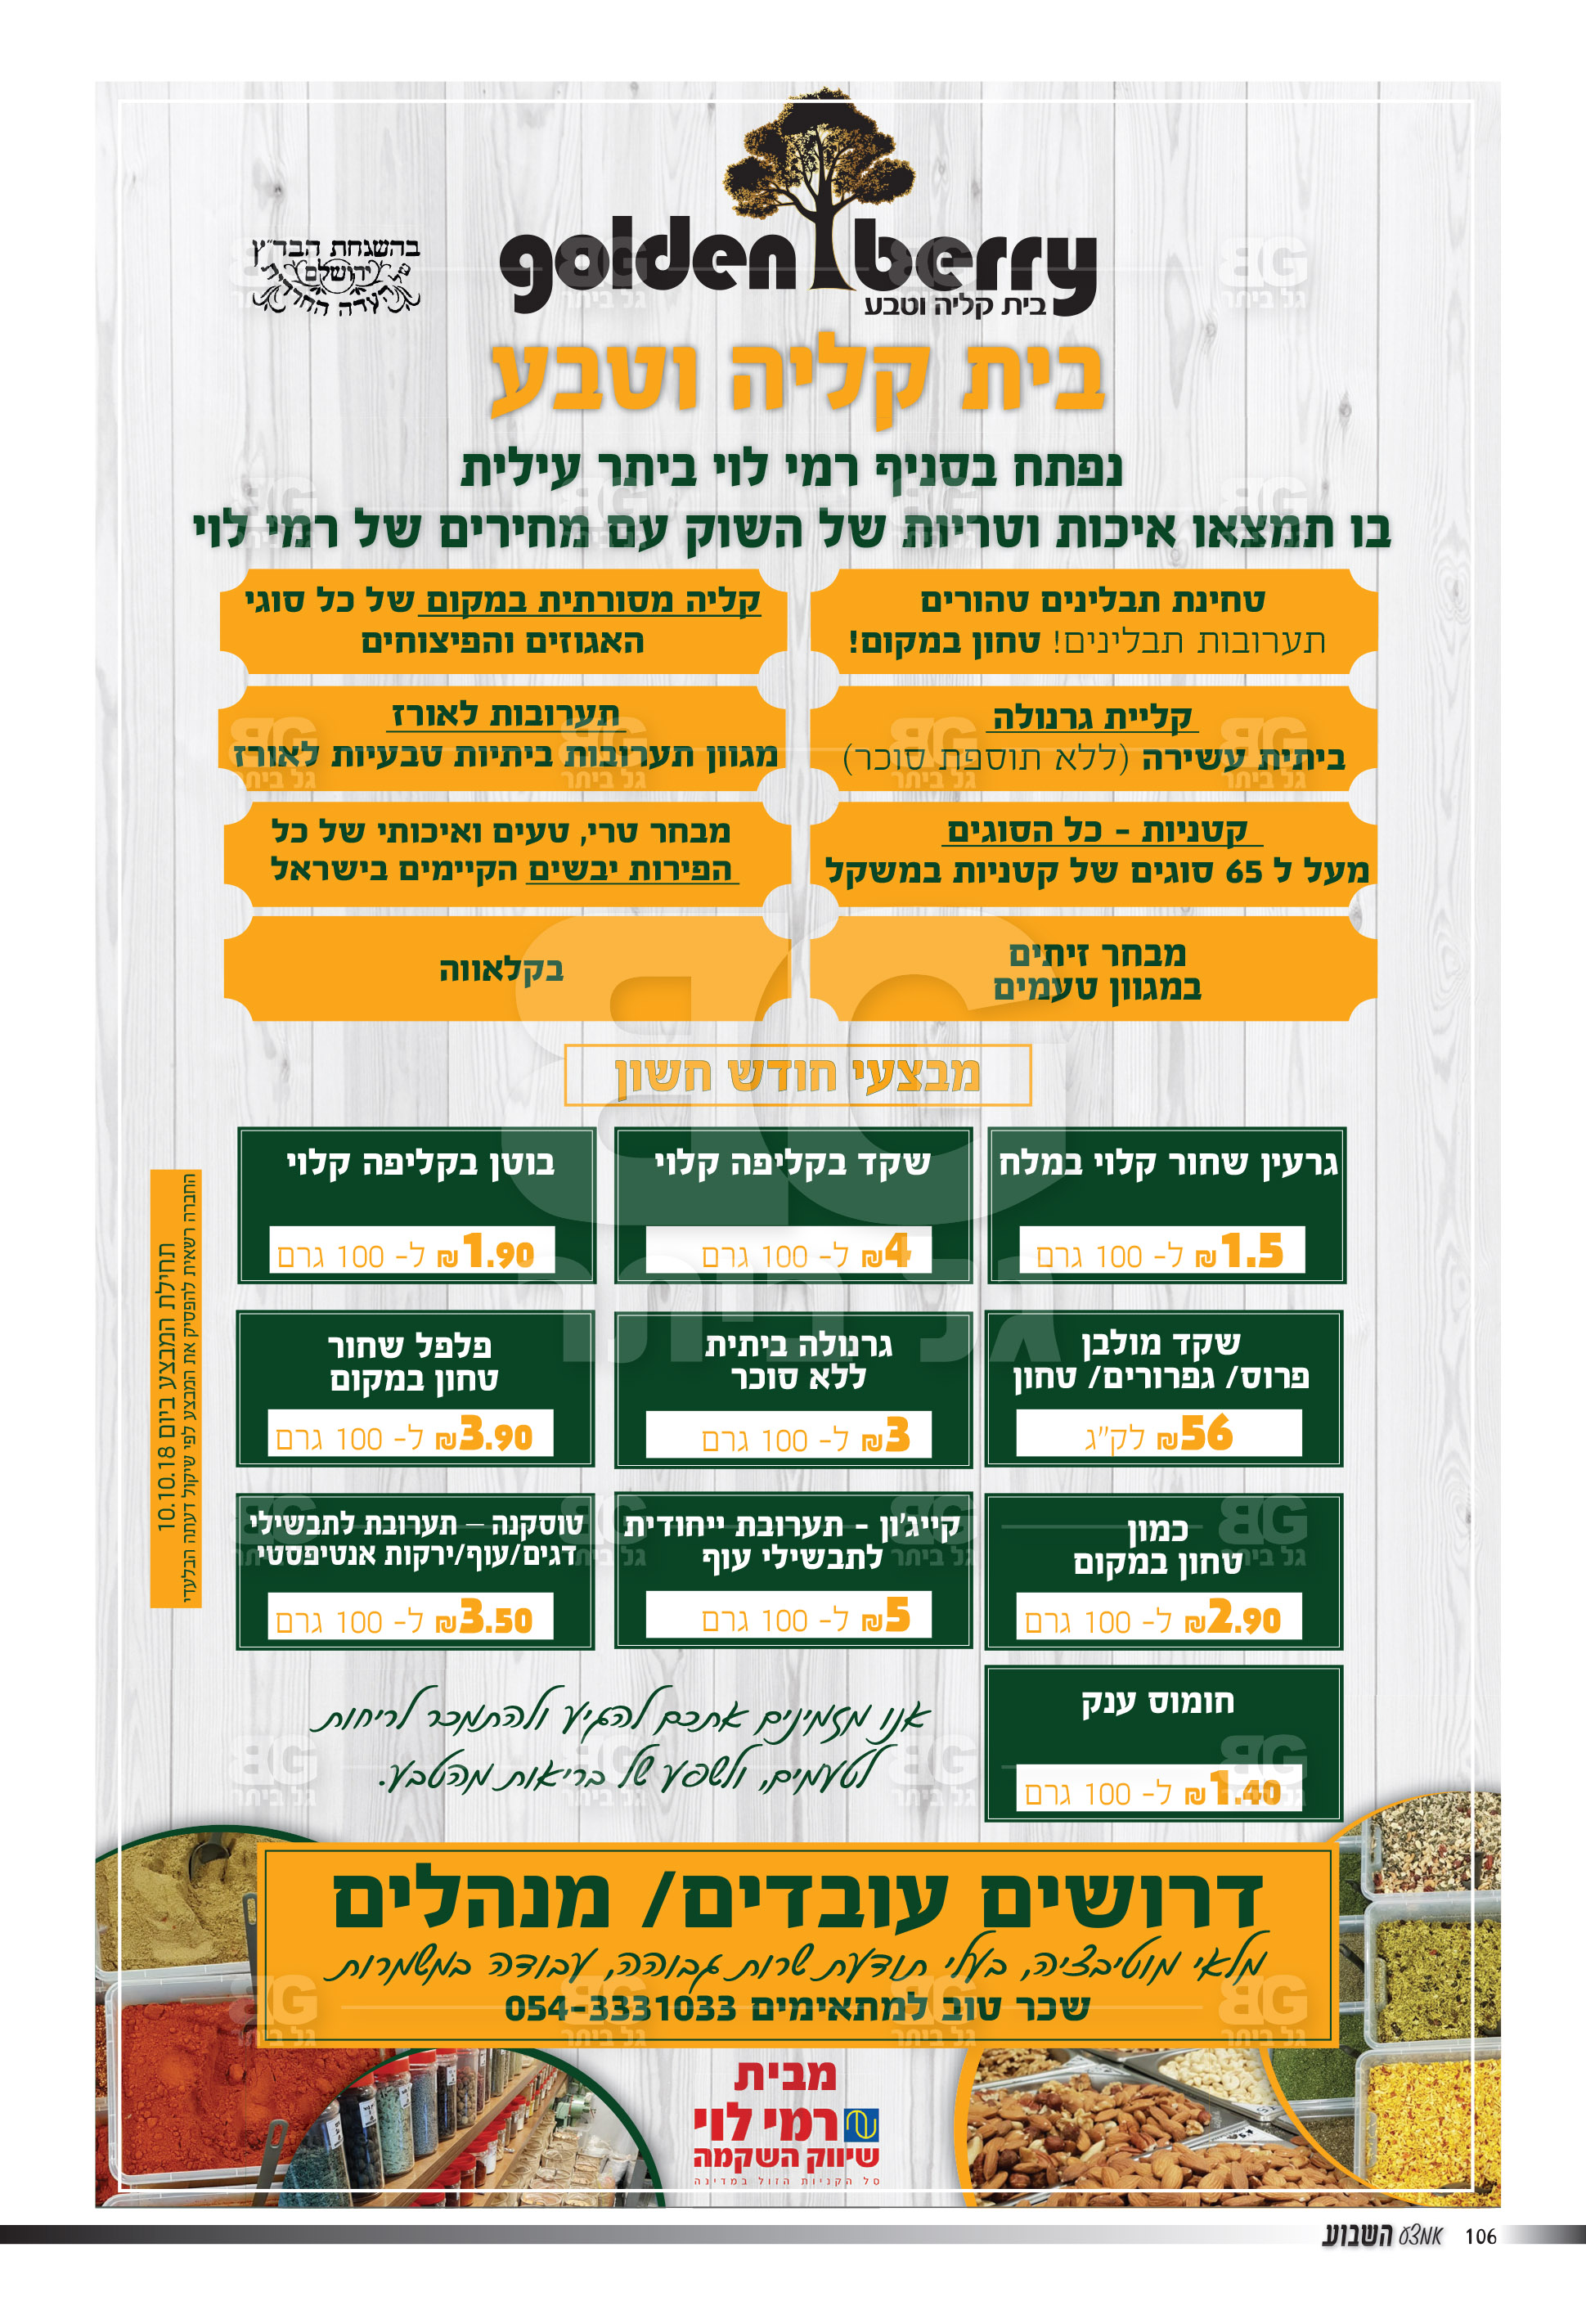 golden berry
בית קליה וטבע
בהשגחת הבד"ץ
ירושלם
העדה החרדית
בית קליה וטבע
נפתח בסניף רמי לוי ביתר עילית
בו תמצאו איכות וטריות של השוק עם מחירים של רמי לוי
טחינת תבלינים טהורים
תערובות תבלינים! טחון במקום!
קליה מסורתית במקום של כל סוגי
האגוזים והפיצוחים
קליית גרנולה
ביתית עשירה (ללא תוספת סוכר)
תערובות לאורז
מגוון תערובות ביתיות טבעיות לאורז
קטניות - כל הסוגים
מעל ל 65 סוגים של קטניות במשקל
מבחר טרי, טעים ואיכותי של כל
הפירות יבשים הקיימים בישראל
מבחר זיתים
במגוון טעמים
בקלאווה
מבצעי חודש חשון
גרעין שחור קלוי במלח
1.5 ₪ ל- 100 גרם
שקד בקליפה קלוי
4 ₪ ל- 100 גרם
בוטן בקליפה קלוי
1.90 ₪ ל- 100 גרם
שקד מולבן
פרוס/ גפרורים/ טחון
56 ₪ לק"ג
גרנולה ביתית
ללא סוכר
3 ₪ ל- 100 גרם
פלפל שחור
טחון במקום
3.90 ₪ ל- 100 גרם
כמון
טחון במקום
2.90 ₪ ל- 100 גרם
קייג'ון - תערובת ייחודית
לתבשילי עוף
5 ₪ ל- 100 גרם
טוסקנה – תערובת לתבשילי
דגים/עוף/ירקות אנטיפסטי
3.50 ₪ ל- 100 גרם
חומוס ענק
1.40 ₪ ל- 100 גרם
תחילת המבצע ביום 10.10.18
החברה רשאית להפסיק את המבצע לפי שיקול דעתה הבלעדי
אנו מזמינים אתכם להגיע ולהתמכר לריחות
לטעמים, ולשפע של בריאות מהטבע.
דרושים עובדים/ מנהלים
מלאי מוטיבציה, בעלי תודעת שרות גבוהה, עבודה במשמרות
שכר טוב למתאימים 054-3331033
מבית
רמי לוי
שיווק השקמה
סל הקניות הזול במדינה
106 אמצע השבוע
BG
גל ביתר